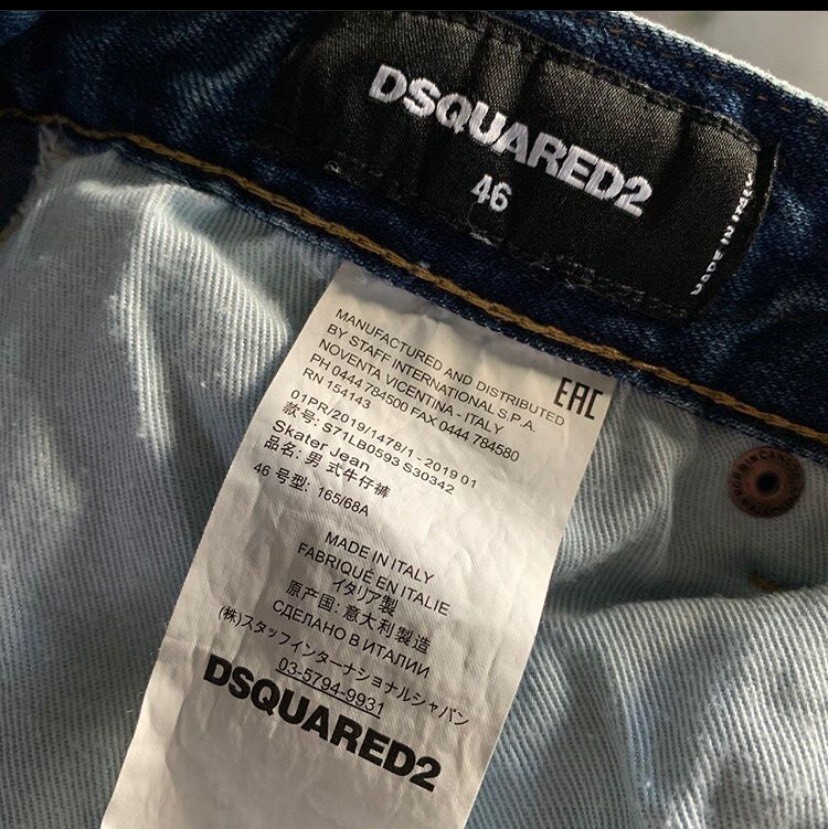 DSQUARED2
46
MADE IN ITALY
MANUFACTURED AND DISTRIBUTED
BY STAFF INTERNATIONAL S.P.A.
NOVENTA VICENTINA - ITALY
PH 0444 784500 FAX 0444 784580
RN 154143
EAC
01PR/2019/1478/1 - 2019 01
款号: S71LB0593 S30342
Skater Jean
品名: 男 式牛仔裤
46 号型: 165/68A
MADE IN ITALY
FABRIQUÉ EN ITALIE
イタリア製
原产国: 意大利製造
СДЕЛАНО В ИТАЛИИ
(株)スタッフインターナショナルジャパン
03-5794-9931
DSQUARED2